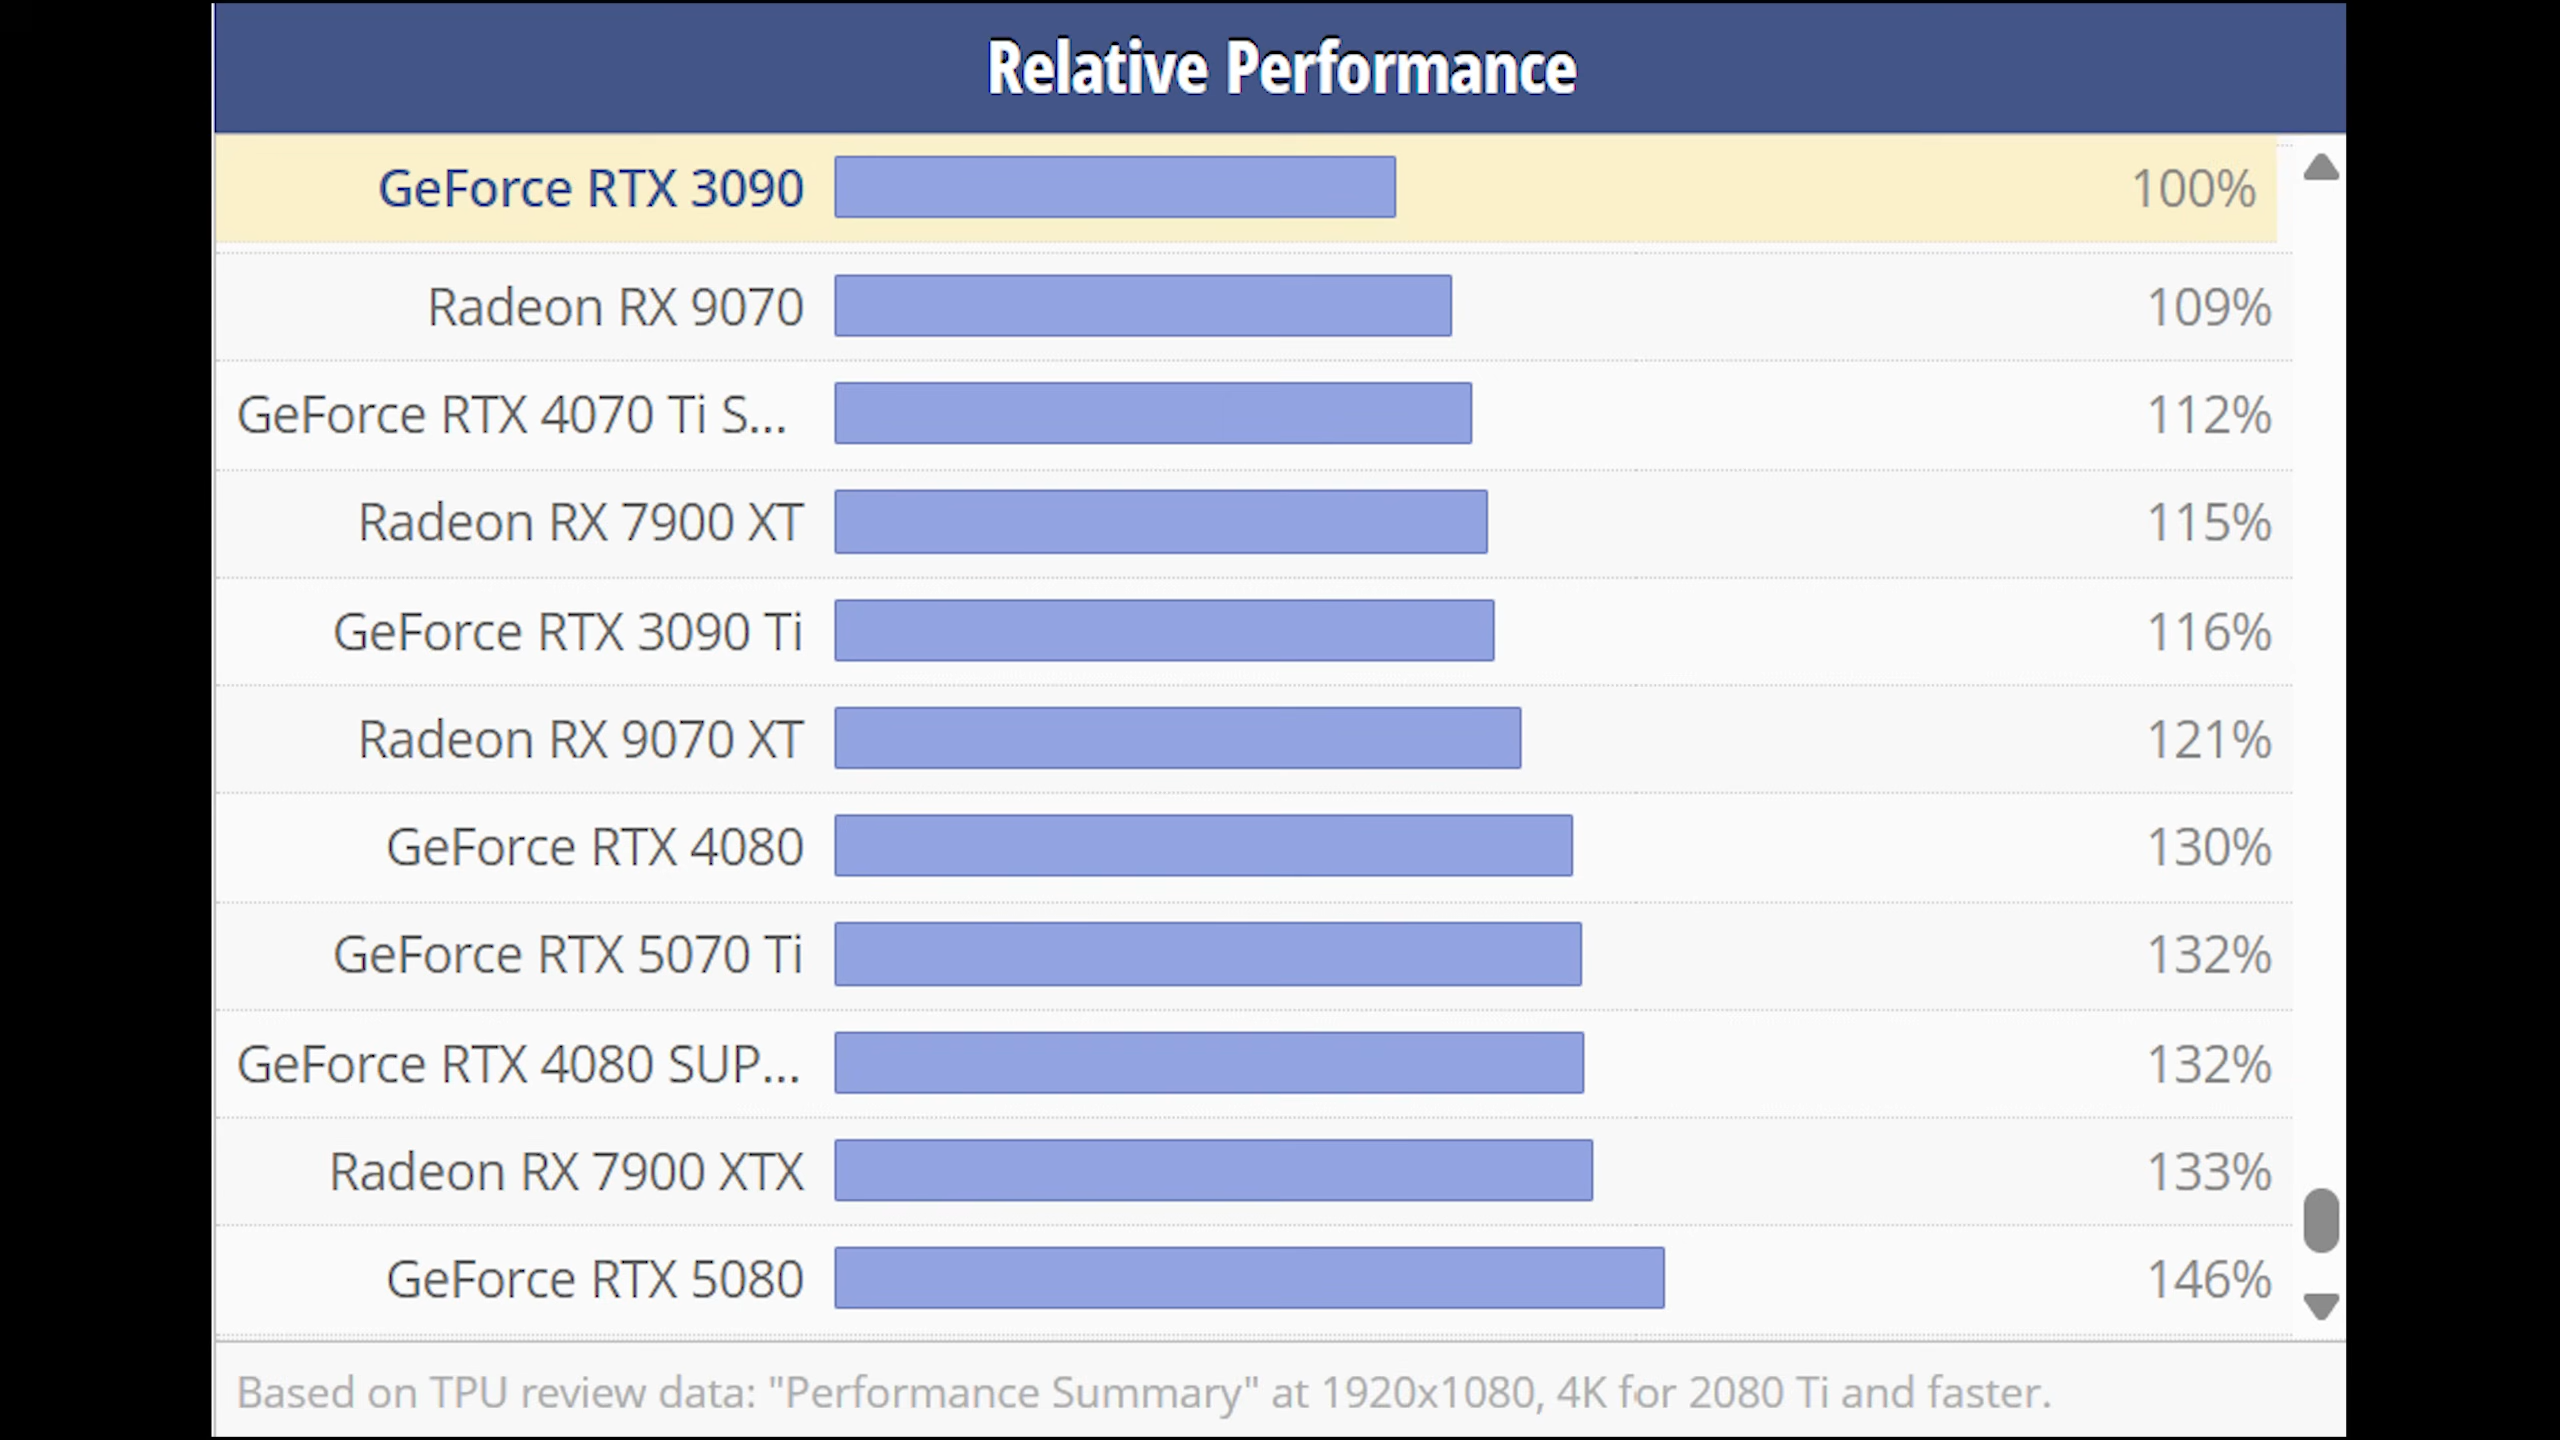 Relative Performance
GeForce RTX 3090 100%
Radeon RX 9070 109%
GeForce RTX 4070 Ti S... 112%
Radeon RX 7900 XT 115%
GeForce RTX 3090 Ti 116%
Radeon RX 9070 XT 121%
GeForce RTX 4080 130%
GeForce RTX 5070 Ti 132%
GeForce RTX 4080 SUP... 132%
Radeon RX 7900 XTX 133%
GeForce RTX 5080 146%
Based on TPU review data: "Performance Summary" at 1920x1080, 4K for 2080 Ti and faster.